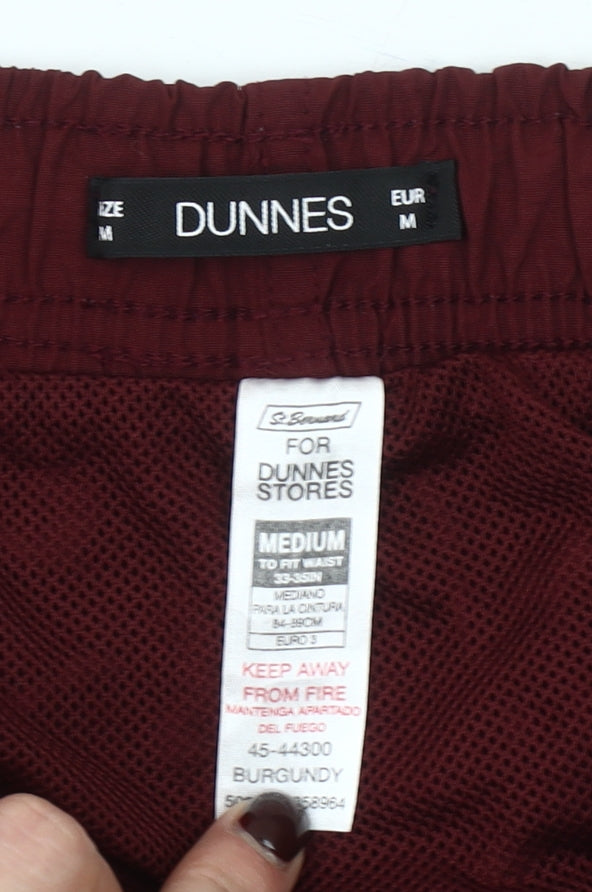 IZE
M
DUNNES
EUR
M
St. Bernard
FOR
DUNNES
STORES
MEDIUM
TO FIT WAIST
33-35IN
MEDIANO
PARA LA CINTURA
84-89CM
EURO 3
KEEP AWAY
FROM FIRE
MANTENGA APARTADO
DEL FUEGO
45-44300
BURGUNDY